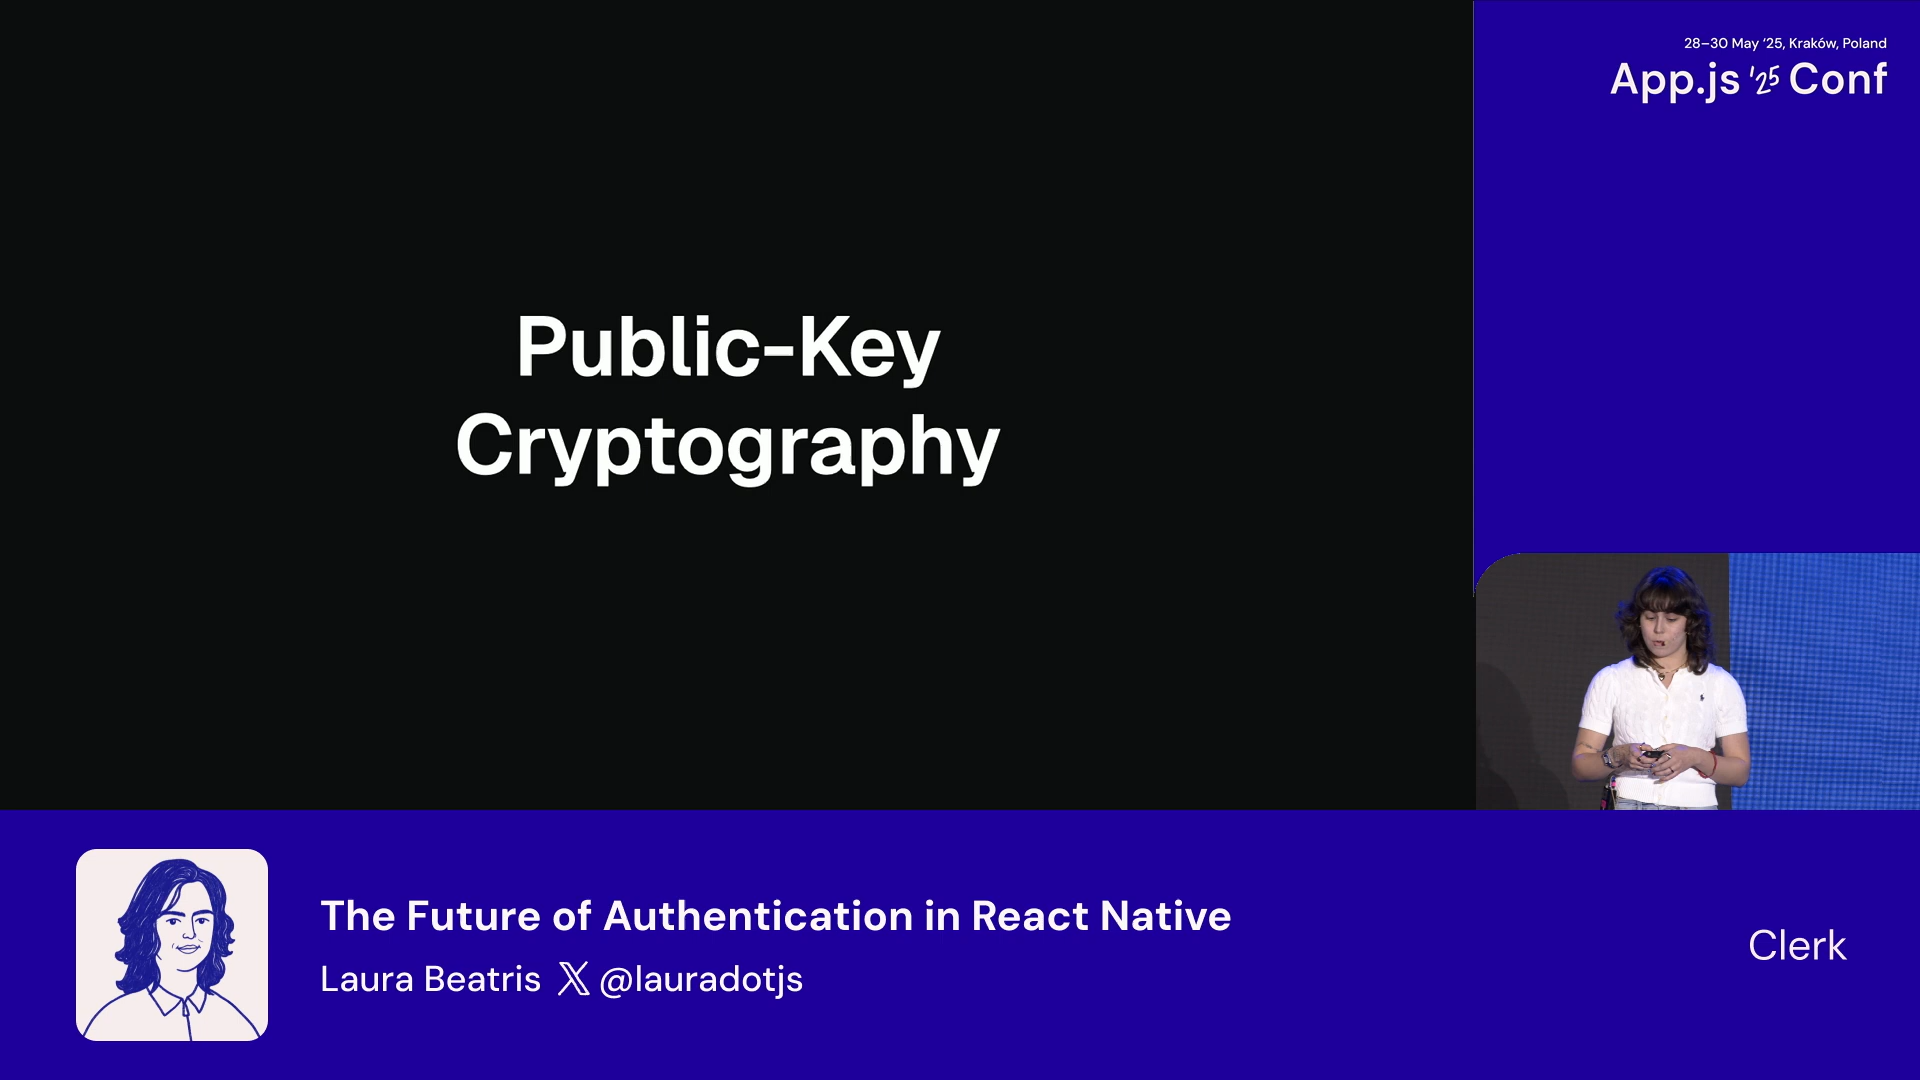 28–30 May ‘25, Kraków, Poland
App.js ‘25 Conf
Public-Key
Cryptography
The Future of Authentication in React Native
Laura Beatris 𝕏 @lauradotjs
Clerk